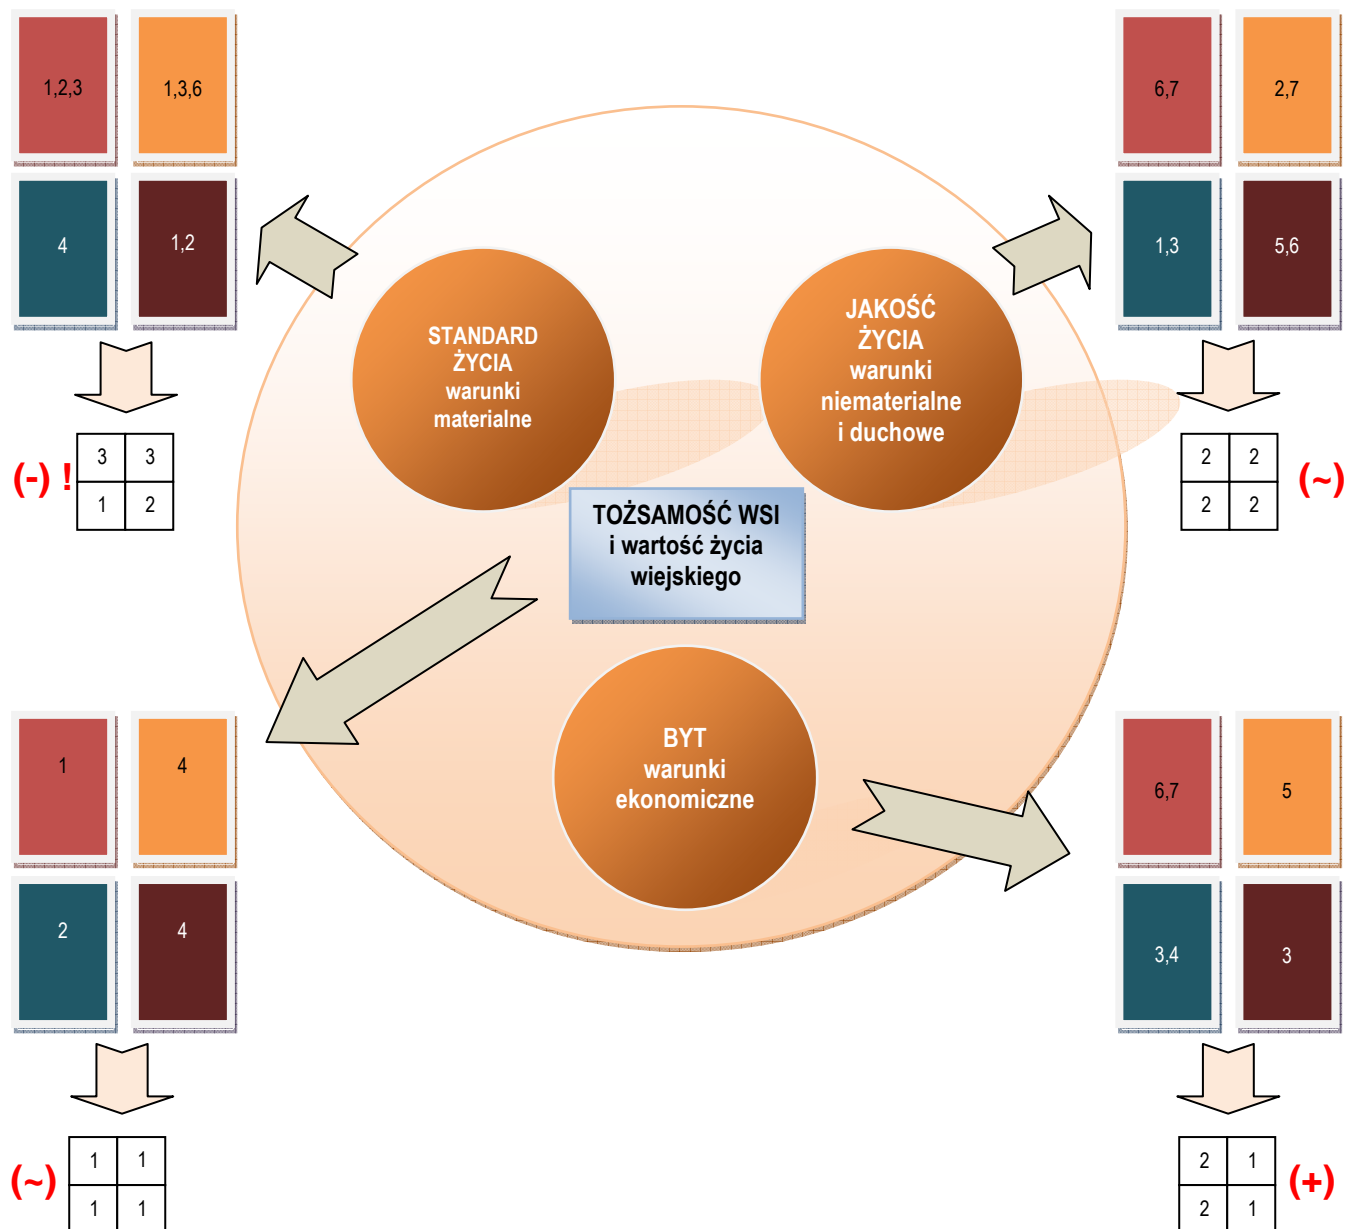 1,2,3
1,3,6
4
1,2
3 3
1 2
(-) !
6,7
2,7
1,3
5,6
2 2
2 2
(~)
STANDARD
ŻYCIA
warunki
materialne
JAKOŚĆ
ŻYCIA
warunki
niematerialne
i duchowe
TOŻSAMOŚĆ WSI
i wartość życia
wiejskiego
BYT
warunki
ekonomiczne
1
4
2
4
(~)
1 1
1 1
6,7
5
3,4
3
2 1
2 1
(+)